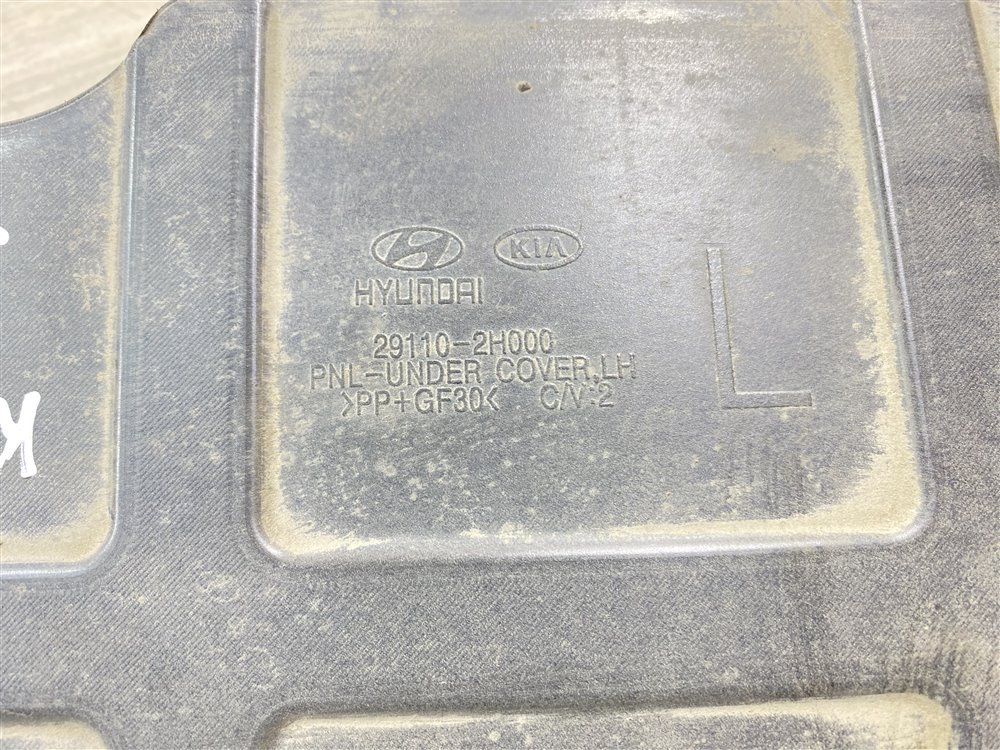 KIA
HYUNDAI
L
29110-2H000
PNL-UNDER COVER,LH
>PP+GF30< C/V:2
K